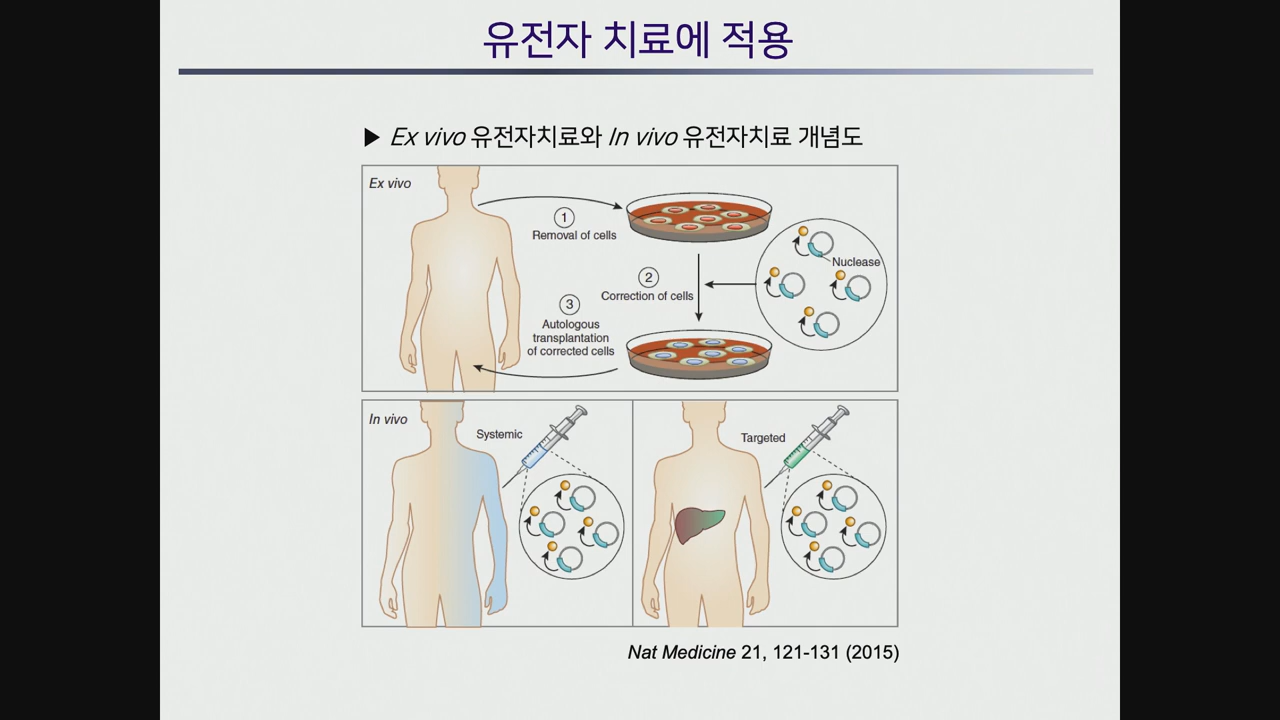 유전자 치료에 적용
▶ Ex vivo 유전자치료와 In vivo 유전자치료 개념도
Ex vivo
1
Removal of cells
Nuclease
2
Correction of cells
3
Autologous
transplantation
of corrected cells
In vivo
Systemic
Targeted
Nat Medicine 21, 121-131 (2015)